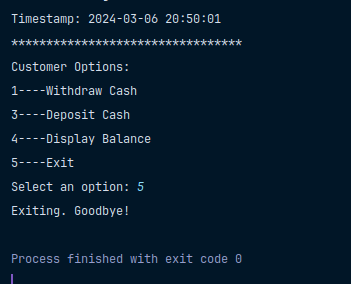 Timestamp: 2024-03-06 20:50:01
*********************************
Customer Options:
1----Withdraw Cash
3----Deposit Cash
4----Display Balance
5----Exit
Select an option: 5
Exiting. Goodbye!
Process finished with exit code 0